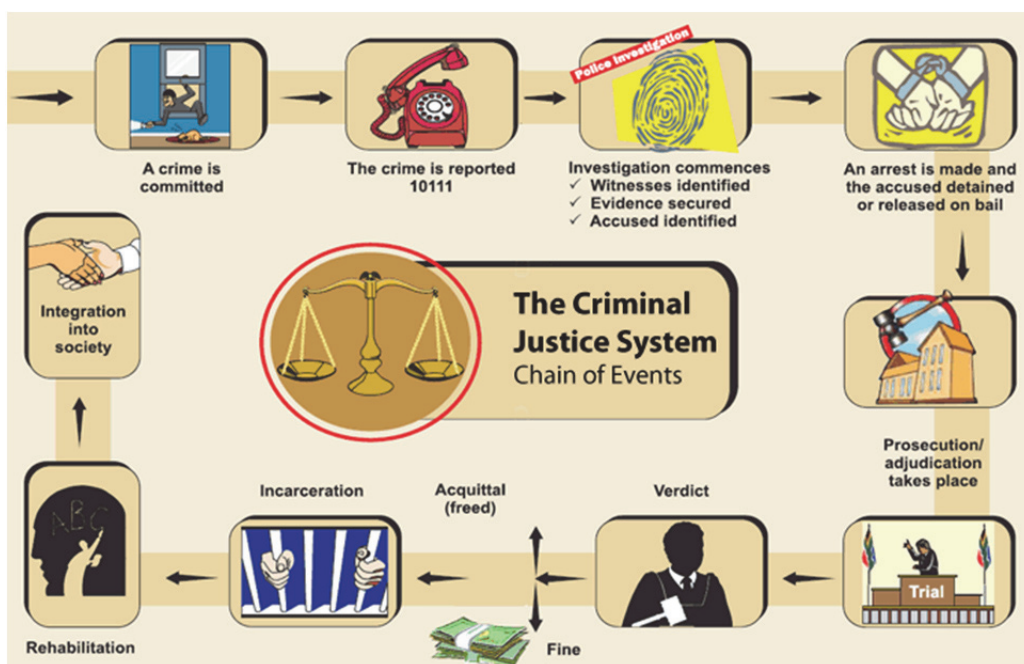 A crime is
committed
The crime is reported
10111
Police Investigation
Investigation commences
✓ Witnesses identified
✓ Evidence secured
✓ Accused identified
An arrest is made and
the accused detained
or released on bail
Prosecution/
adjudication
takes place
Trial
Verdict
Acquittal
(freed)
Fine
Incarceration
ABC
Rehabilitation
Integration
into
society
The Criminal
Justice System
Chain of Events